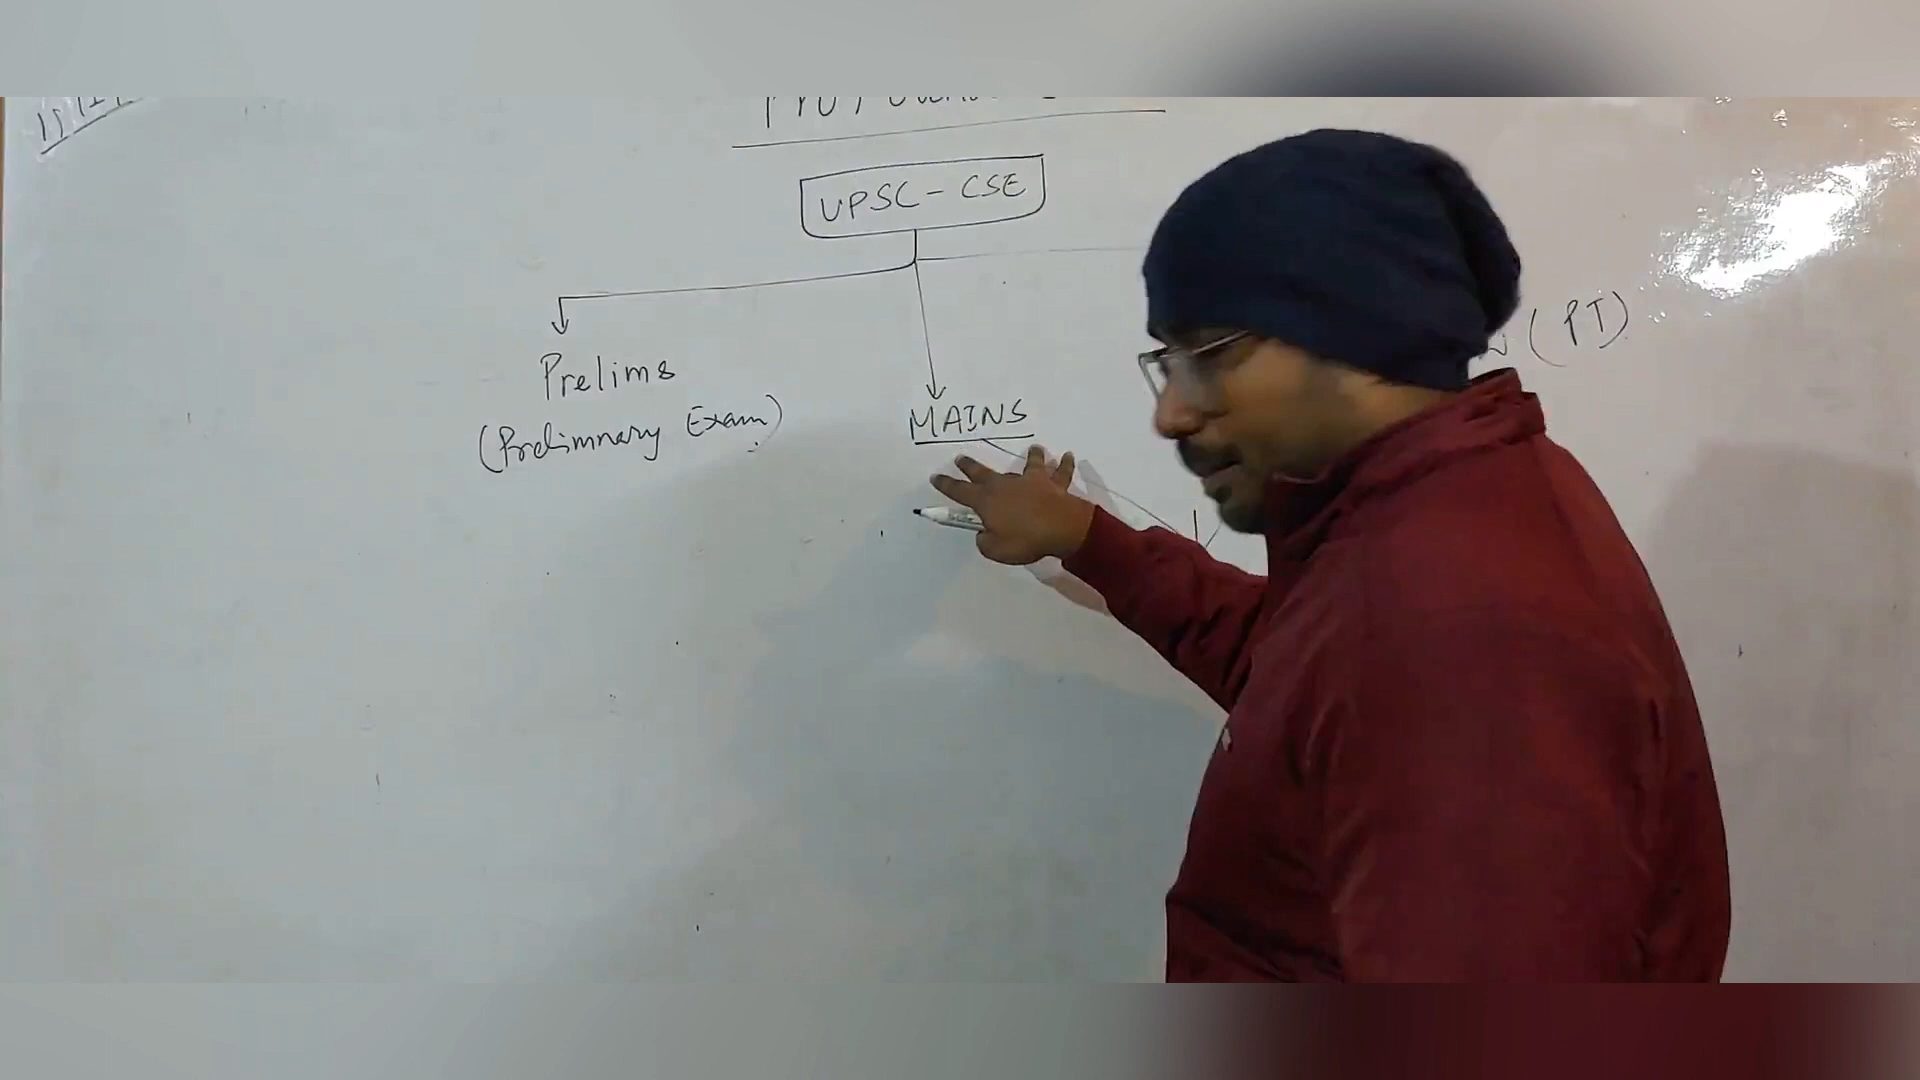 UPSC - CSE
Prelims
(Prelimnary Exam)
MAINS
(PT)